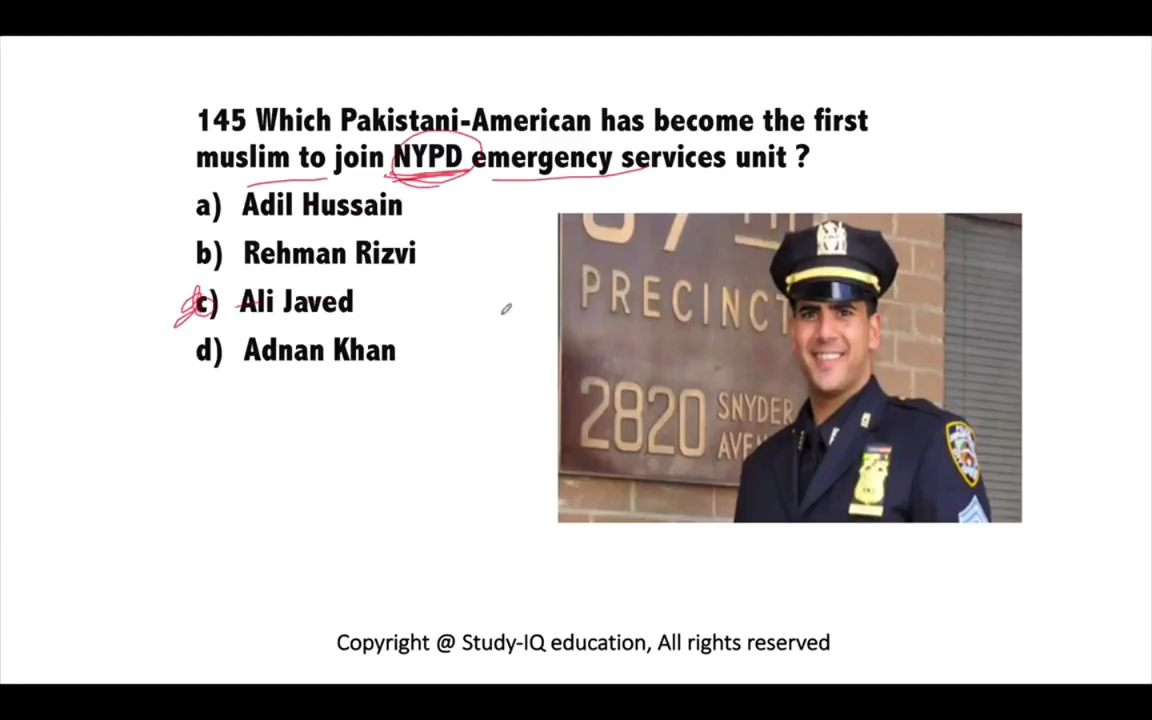 145 Which Pakistani-American has become the first
muslim to join NYPD emergency services unit ?
a) Adil Hussain
b) Rehman Rizvi
c) Ali Javed
d) Adnan Khan
PRECINCT
2820 SNYDER
Copyright @ Study-IQ education, All rights reserved